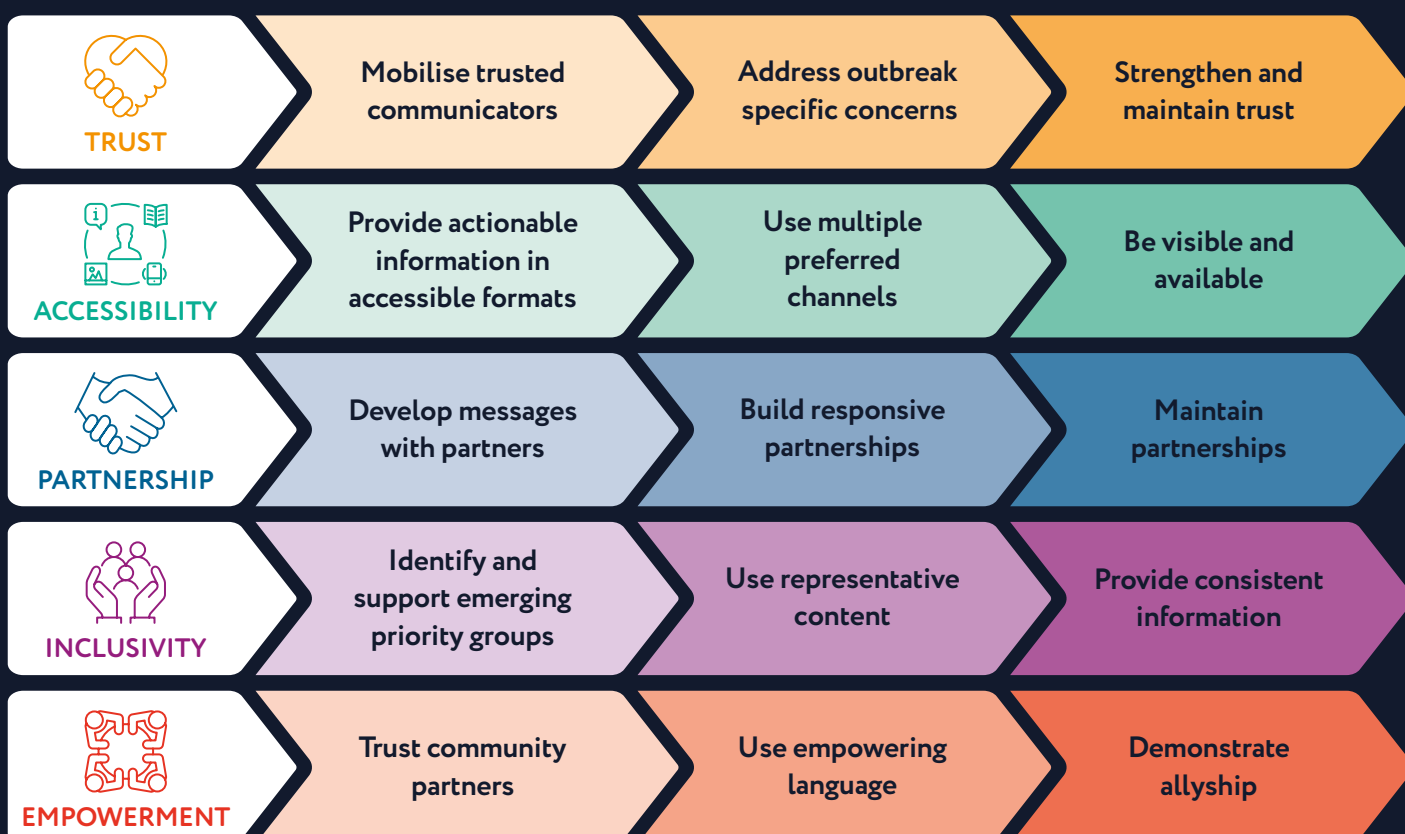 TRUST
Mobilise trusted
communicators
Address outbreak
specific concerns
Strengthen and
maintain trust
ACCESSIBILITY
Provide actionable
information in
accessible formats
Use multiple
preferred
channels
Be visible and
available
PARTNERSHIP
Develop messages
with partners
Build responsive
partnerships
Maintain
partnerships
INCLUSIVITY
Identify and
support emerging
priority groups
Use representative
content
Provide consistent
information
EMPOWERMENT
Trust community
partners
Use empowering
language
Demonstrate
allyship